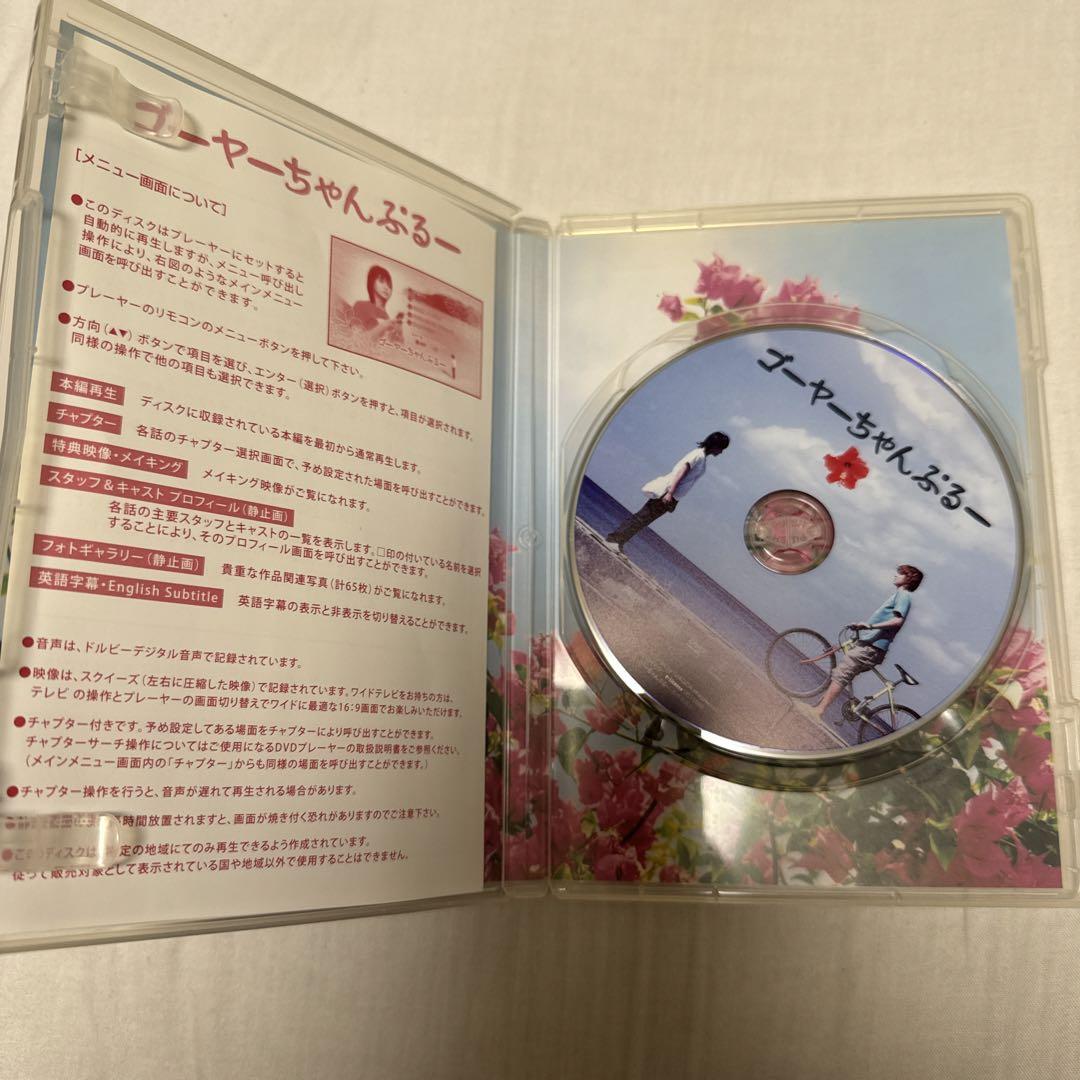 ゴーヤーちゃんぷるー
[メニュー画面について]
●このディスクはプレーヤーにセットすると
自動的に再生しますが、メニュー呼び出し
操作により、右図のようなメインメニュー
画面を呼び出すことができます。
ゴーヤーちゃんぷるー
●プレーヤーのリモコンのメニューボタンを押して下さい。
●方向(▲▼)ボタンで項目を選び、エンター(選択)ボタンを押すと、項目が選択されます。
同様の操作で他の項目も選択できます。
本編再生 ディスクに収録されている本編を最初から通常再生します。
チャプター 各話のチャプター選択画面で、予め設定された場面を呼び出すことができます。
特典映像・メイキング メイキング映像がご覧になれます。
スタッフ&キャスト プロフィール(静止画)
各話の主要スタッフとキャストの一覧を表示します。□印の付いている名前を選択
することにより、そのプロフィール画面を呼び出すことができます。
フォトギャラリー(静止画) 貴重な作品関連写真(計65枚)がご覧になれます。
英語字幕・English Subtitle 英語字幕の表示と非表示を切り替えることができます。
●音声は、ドルビーデジタル音声で記録されています。
●映像は、スクイーズ(左右に圧縮した映像)で記録されています。ワイドテレビをお持ちの方は、
テレビの操作とプレーヤーの画面切り替えでワイドに最適な16:9画面でお楽しみいただけます。
●チャプター付きです。予め設定してある場面をチャプターにより呼び出すことができます。
チャプターサーチ操作についてはご使用になるDVDプレーヤーの取扱説明書をご参照ください。
(メインメニュー画面内の「チャプター」からも同様の場面を呼び出すことができます。)
●チャプター操作を行うと、音声が遅れて再生される場合があります。
時間放置されますと、画面が焼き付く恐れがありますのでご注意下さい。
●このディスクは 定の地域にてのみ再生できるよう作成されています。
従って販売対象として表示されている国や地域以外で使用することはできません。
ゴーヤーちゃんぷるー